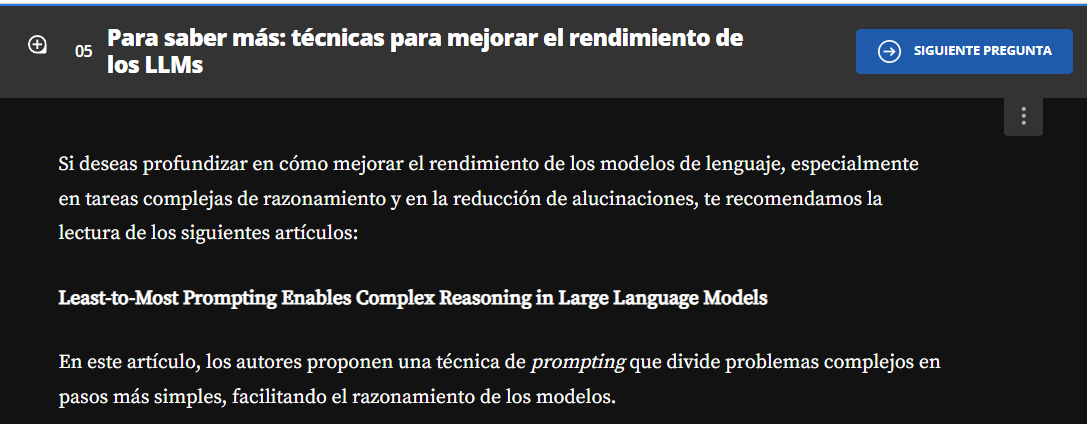 05
Para saber más: técnicas para mejorar el rendimiento de
los LLMs
SIGUIENTE PREGUNTA
Si deseas profundizar en cómo mejorar el rendimiento de los modelos de lenguaje, especialmente
en tareas complejas de razonamiento y en la reducción de alucinaciones, te recomendamos la
lectura de los siguientes artículos:
Least-to-Most Prompting Enables Complex Reasoning in Large Language Models
En este artículo, los autores proponen una técnica de prompting que divide problemas complejos en
pasos más simples, facilitando el razonamiento de los modelos.